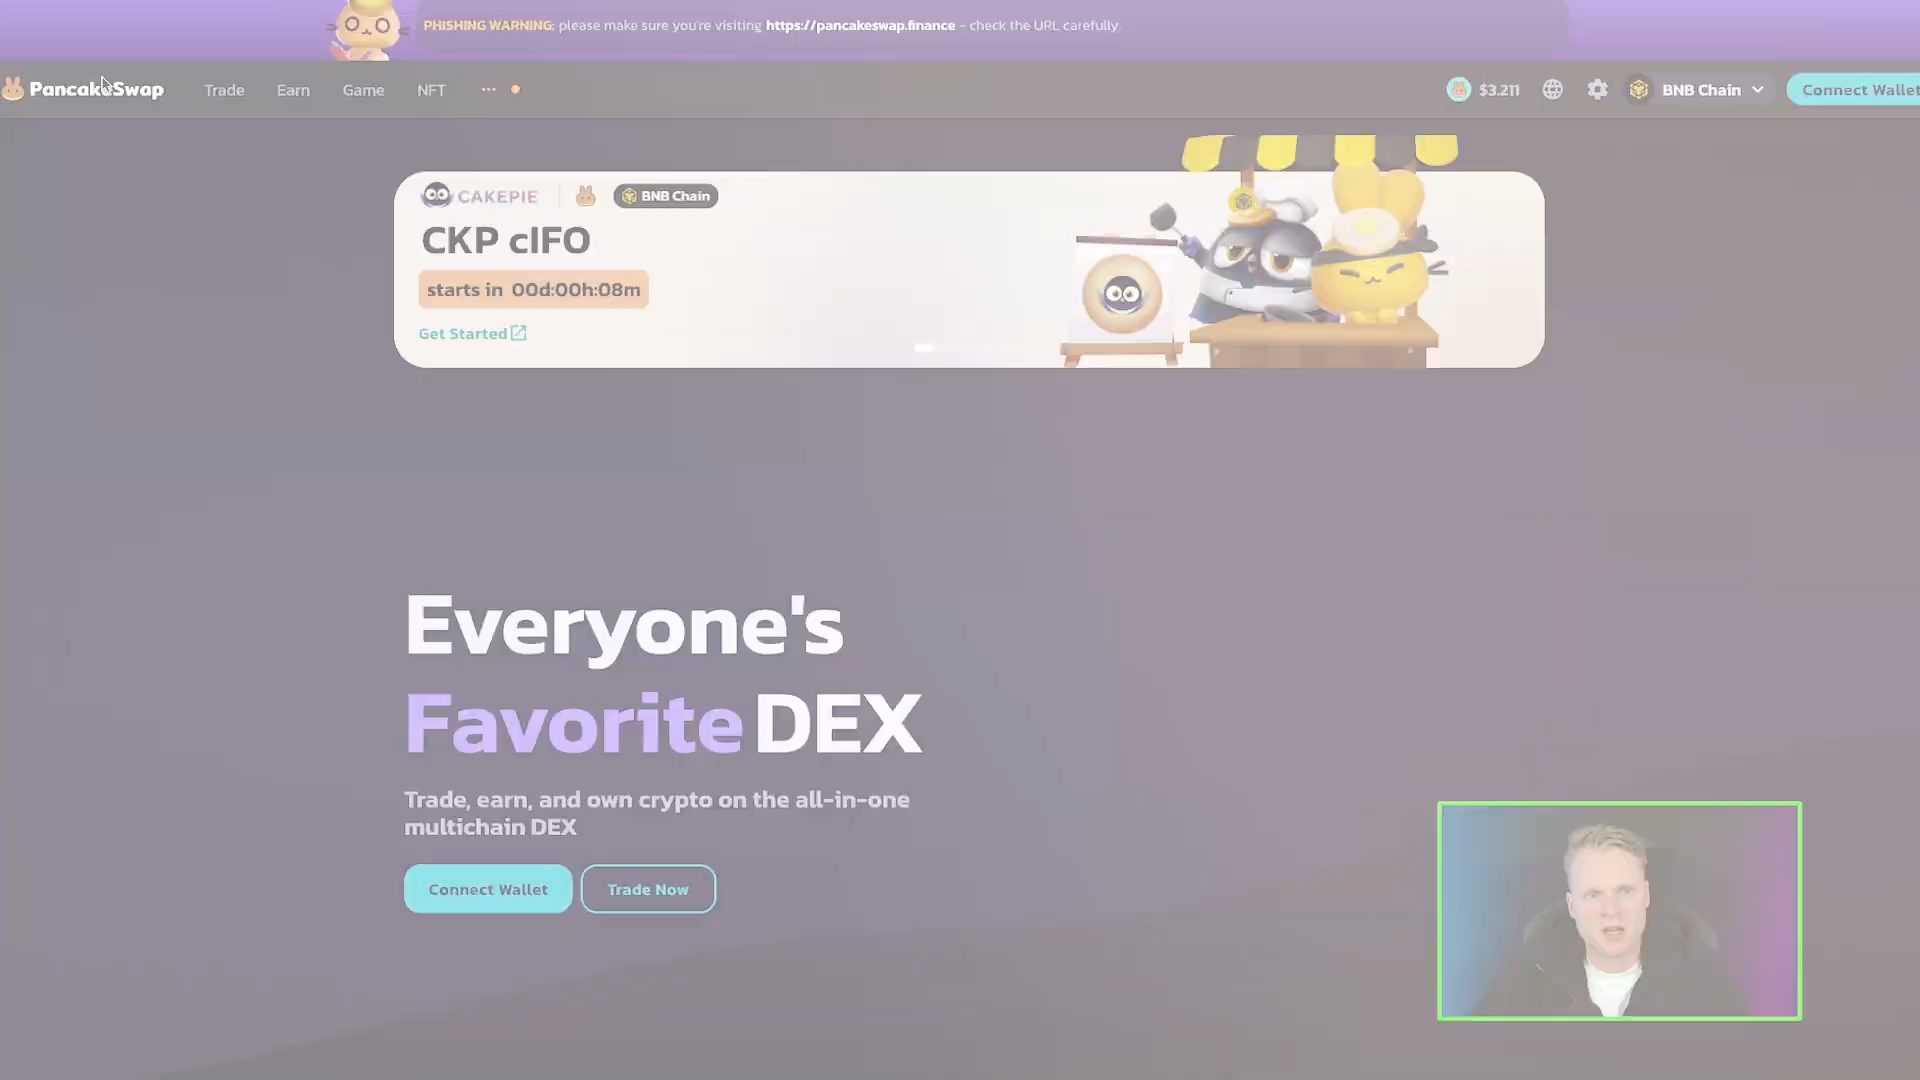 PHISHING WARNING: please make sure you're visiting https://pancakeswap.finance - check the URL carefully.
PancakeSwap Trade Earn Game NFT ... $3.211 BNB Chain Connect Wallet
CAKEPIE BNB Chain
CKP cIFO
starts in 00d:00h:08m
Get Started
Everyone's
Favorite DEX
Trade, earn, and own crypto on the all-in-one
multichain DEX
Connect Wallet Trade Now